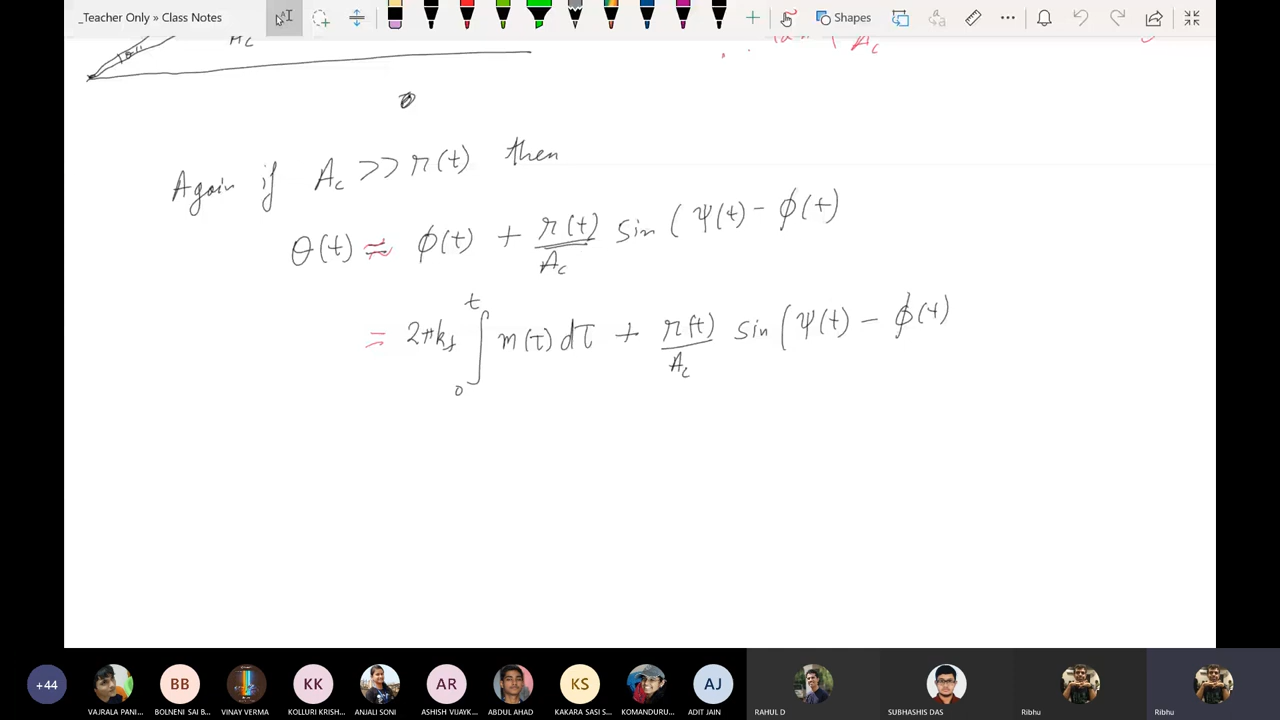 _Teacher Only » Class Notes
Shapes
A_c
A_c
θ
Again if A_c >> r(t) then
θ(t) ≈ φ(t) + r(t)/A_c sin(ψ(t) - φ(t)
= 2πk_f ∫_0^t m(τ)dτ + r(t)/A_c sin(ψ(t) - φ(t)
+44
BB
KK
AR
KS
AJ
VAJRALA PANI...
BOLNENI SAI B...
VINAY VERMA
KOLLURI KRISH...
ANJALI SONI
ASHISH VIJAYK...
ABDUL AHAD
KAKARA SASI S...
KOMANDURU...
ADIT JAIN
RAHUL D
SUBHASHIS DAS
Ribhu
Ribhu